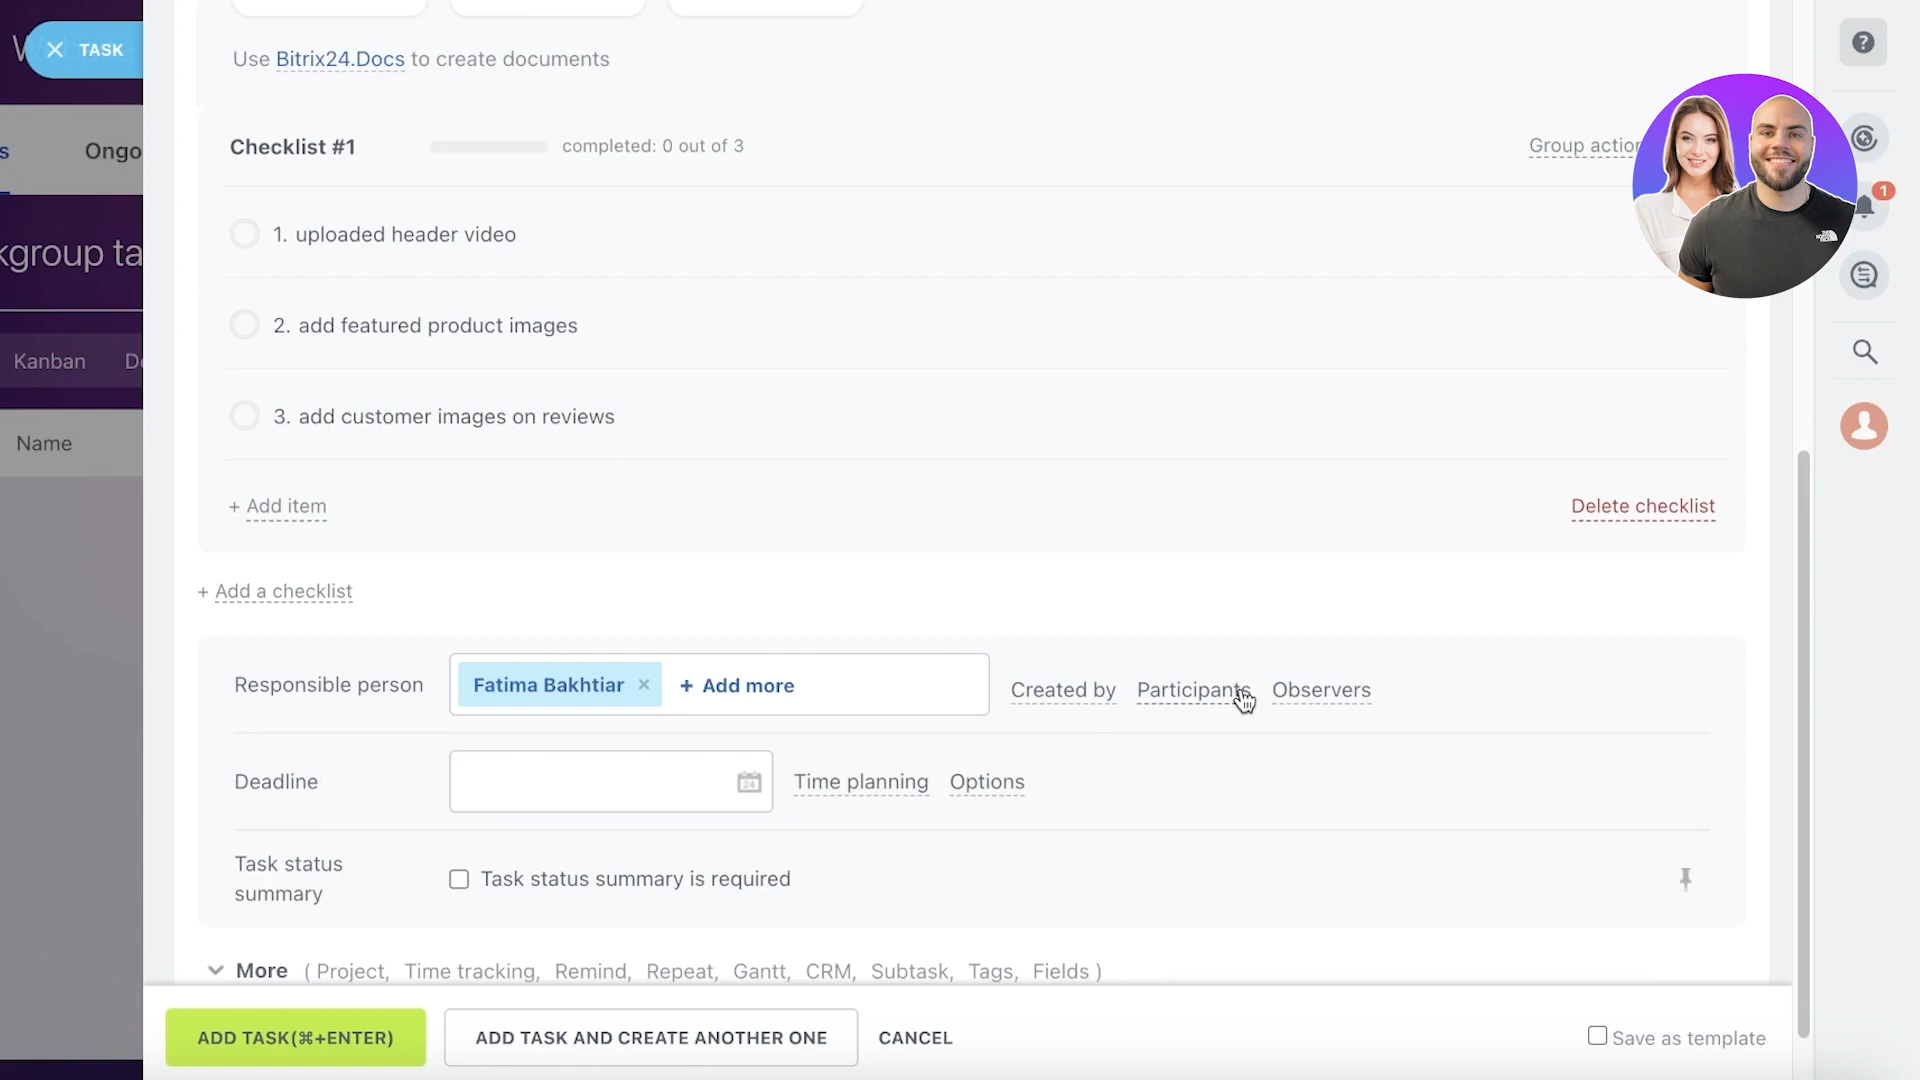 TASK
Ongo
kgroup ta
Kanban
De
Name
Use Bitrix24.Docs to create documents
Checklist #1 completed: 0 out of 3 Group action
1. uploaded header video
2. add featured product images
3. add customer images on reviews
+ Add item Delete checklist
+ Add a checklist
Responsible person Fatima Bakhtiar × + Add more Created by Participants Observers
Deadline 24 Time planning Options
Task status
summary
Task status summary is required
More ( Project, Time tracking, Remind, Repeat, Gantt, CRM, Subtask, Tags, Fields )
ADD TASK(⌘+ENTER) ADD TASK AND CREATE ANOTHER ONE CANCEL Save as template
1